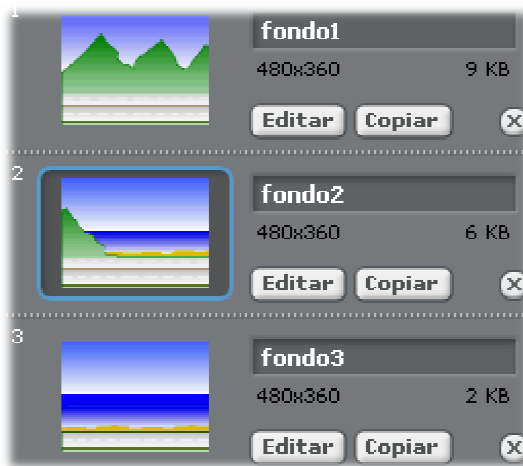 1
fondo1
480x360 9 KB
Editar Copiar
2
fondo2
480x360 6 KB
Editar Copiar
3
fondo3
480x360 2 KB
Editar Copiar